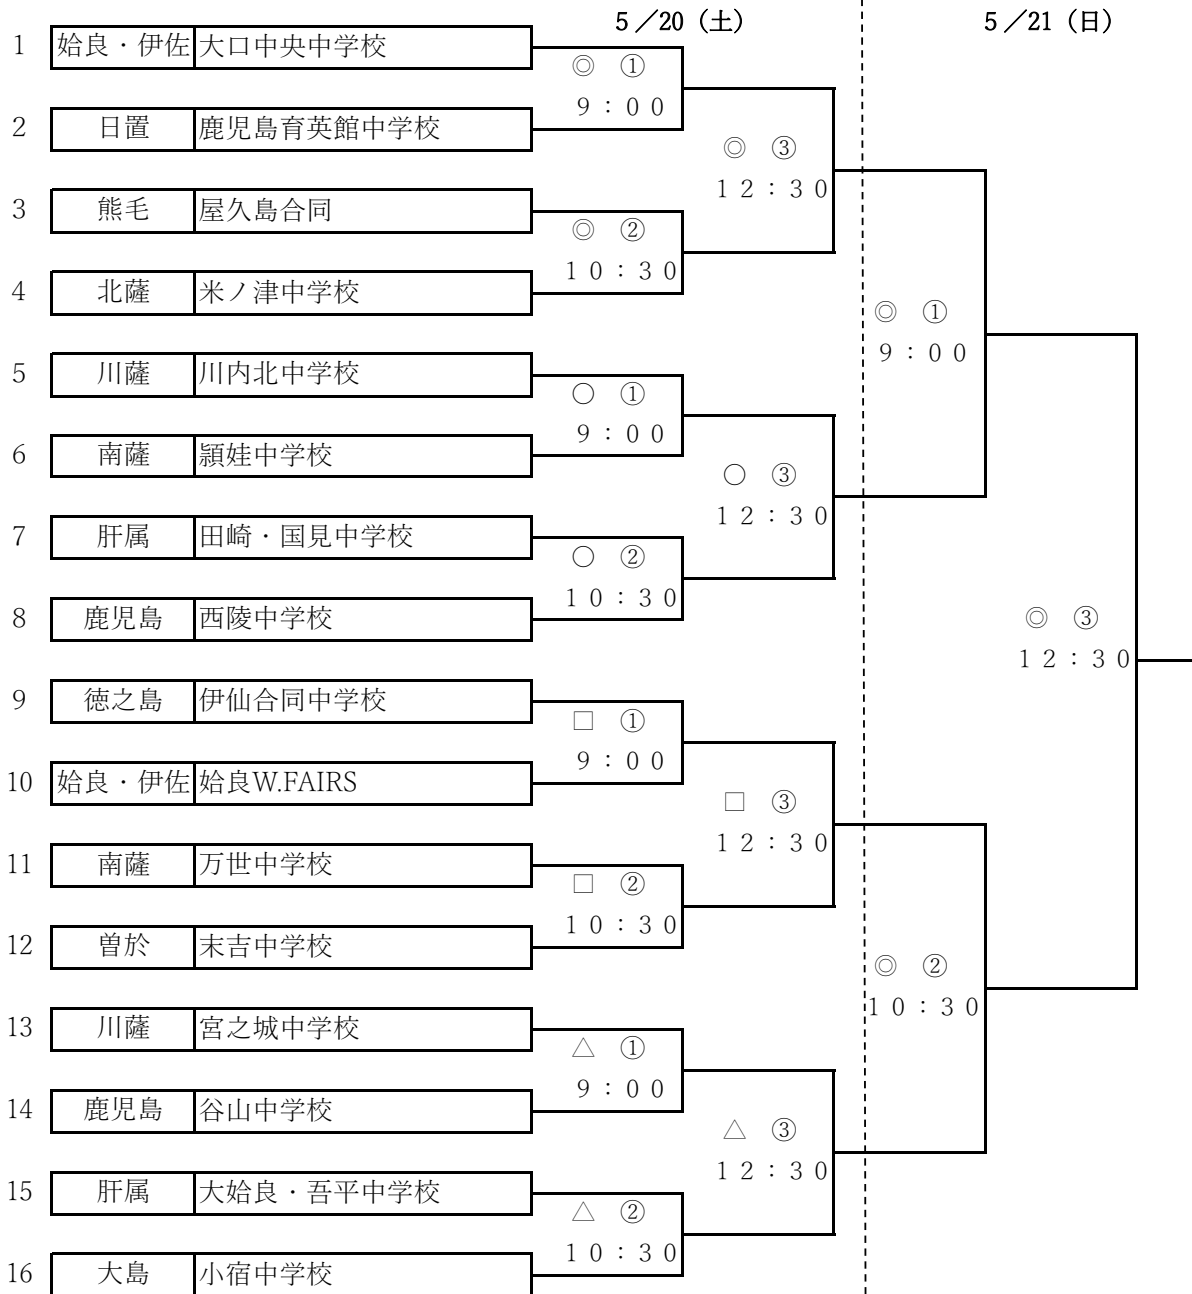 5／20（土）
5／21（日）
1 姶良・伊佐 大口中央中学校
◎ ①
9：00
2 日置 鹿児島育英館中学校
◎ ③
12：30
3 熊毛 屋久島合同
◎ ②
10：30
4 北薩 米ノ津中学校
◎ ①
9：00
5 川薩 川内北中学校
○ ①
9：00
6 南薩 頴娃中学校
○ ③
12：30
7 肝属 田崎・国見中学校
○ ②
10：30
8 鹿児島 西陵中学校
◎ ③
12：30
9 徳之島 伊仙合同中学校
□ ①
9：00
10 姶良・伊佐 姶良W.FAIRS
□ ③
12：30
11 南薩 万世中学校
□ ②
10：30
12 曽於 末吉中学校
◎ ②
10：30
13 川薩 宮之城中学校
△ ①
9：00
14 鹿児島 谷山中学校
△ ③
12：30
15 肝属 大姶良・吾平中学校
△ ②
10：30
16 大島 小宿中学校